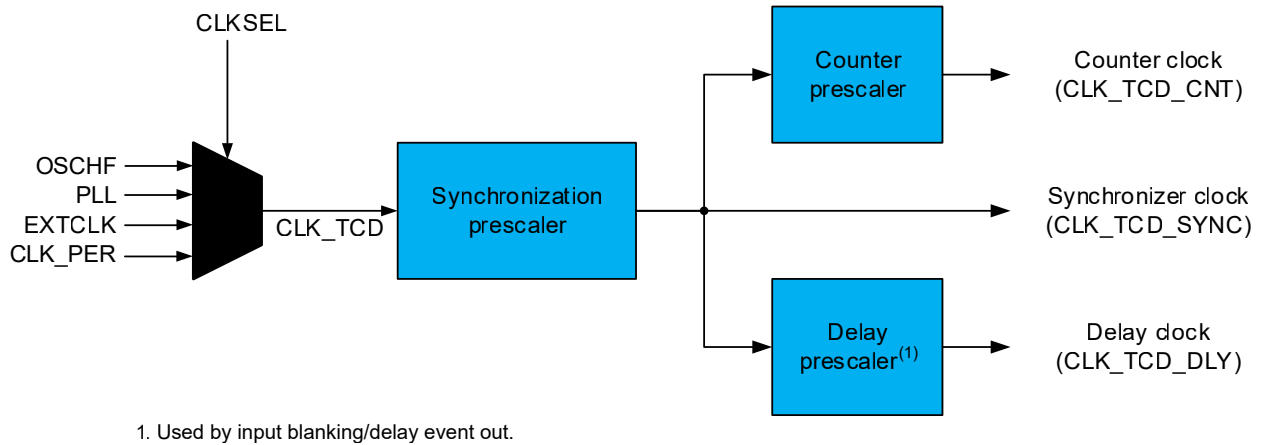 CLKSEL
OSCHF
PLL
EXTCLK
CLK_PER
CLK_TCD
Synchronization
prescaler
Counter
prescaler
Counter clock
(CLK_TCD_CNT)
Synchronizer clock
(CLK_TCD_SYNC)
Delay
prescaler(1)
Delay clock
(CLK_TCD_DLY)
1. Used by input blanking/delay event out.